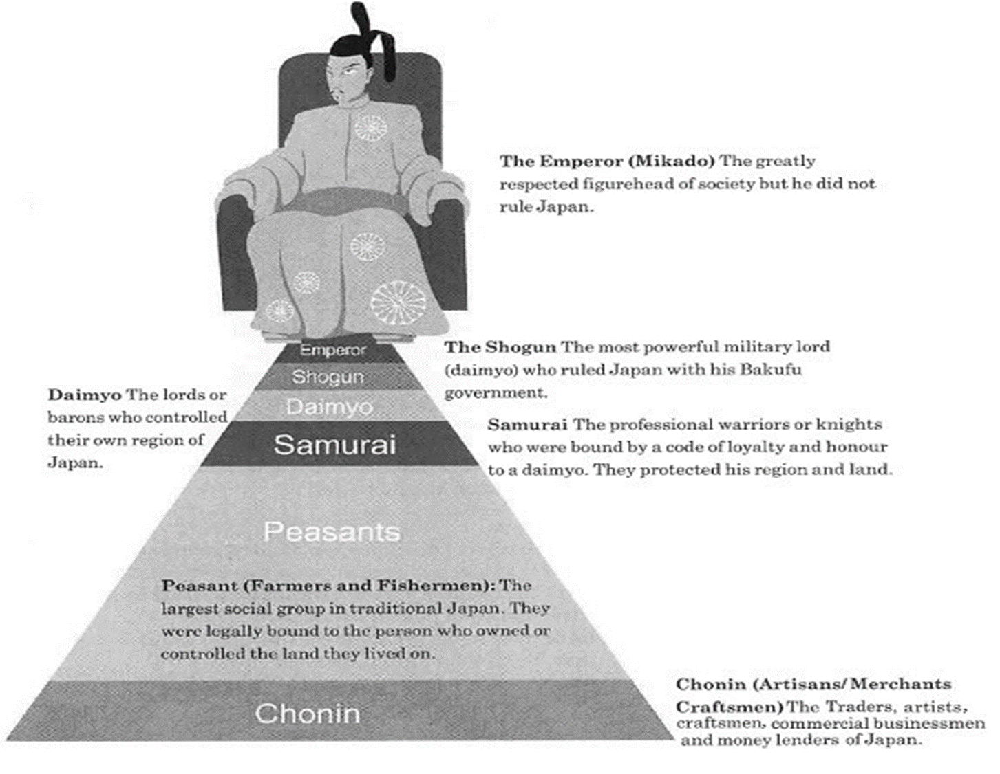 The Emperor (Mikado) The greatly
respected figurehead of society but he did not
rule Japan.
Emperor
The Shogun The most powerful military lord
(daimyo) who ruled Japan with his Bakufu
government.
Shogun
Daimyo The lords or
barons who controlled
their own region of
Japan.
Daimyo
Samurai The professional warriors or knights
who were bound by a code of loyalty and honour
to a daimyo. They protected his region and land.
Samurai
Peasants
Peasant (Farmers and Fishermen): The
largest social group in traditional Japan. They
were legally bound to the person who owned or
controlled the land they lived on.
Chonin
Chonin (Artisans/Merchants
Craftsmen) The Traders, artists,
craftsmen, commercial businessmen
and money lenders of Japan.